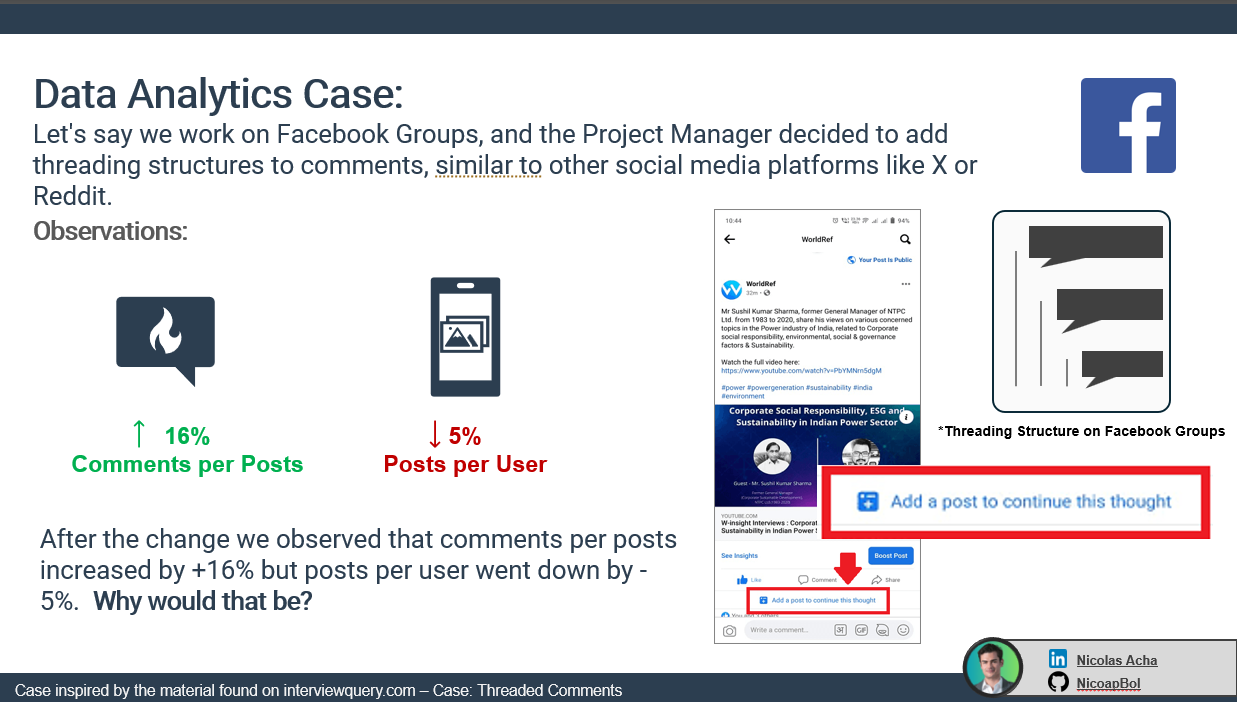 Data Analytics Case:
Let's say we work on Facebook Groups, and the Project Manager decided to add
threading structures to comments, similar to other social media platforms like X or
Reddit.
Observations:
↑ 16%
Comments per Posts
↓ 5%
Posts per User
After the change we observed that comments per posts
increased by +16% but posts per user went down by -
5%. Why would that be?
10:44
94%
WorldRef
Your Post Is Public
WorldRef
32m
Mr Sushil Kumar Sharma, former General Manager of NTPC
Ltd. from 1983 to 2020, share his views on various concerned
topics in the Power industry of India, related to Corporate
social responsibility, environmental, social & governance
factors & Sustainability.
Watch the full video here:
https://www.youtube.com/watch?v=PbYMNrn5dgM
#power #powergeneration #sustainability #india
#environment
Corporate Social Responsibility, ESG and
Sustainability in Indian Power Sector
Guest - Mr. Sushil Kumar Sharma
Former General Manager
YOUTUBE.COM
W-insight Interviews : Corporat
Sustainability in Indian Power S
See Insights
Boost Post
Like
Comment
Share
Add a post to continue this thought
Write a comment...
GIF
Add a post to continue this thought
*Threading Structure on Facebook Groups
Nicolas Acha
NicoapBol
Case inspired by the material found on interviewquery.com – Case: Threaded Comments